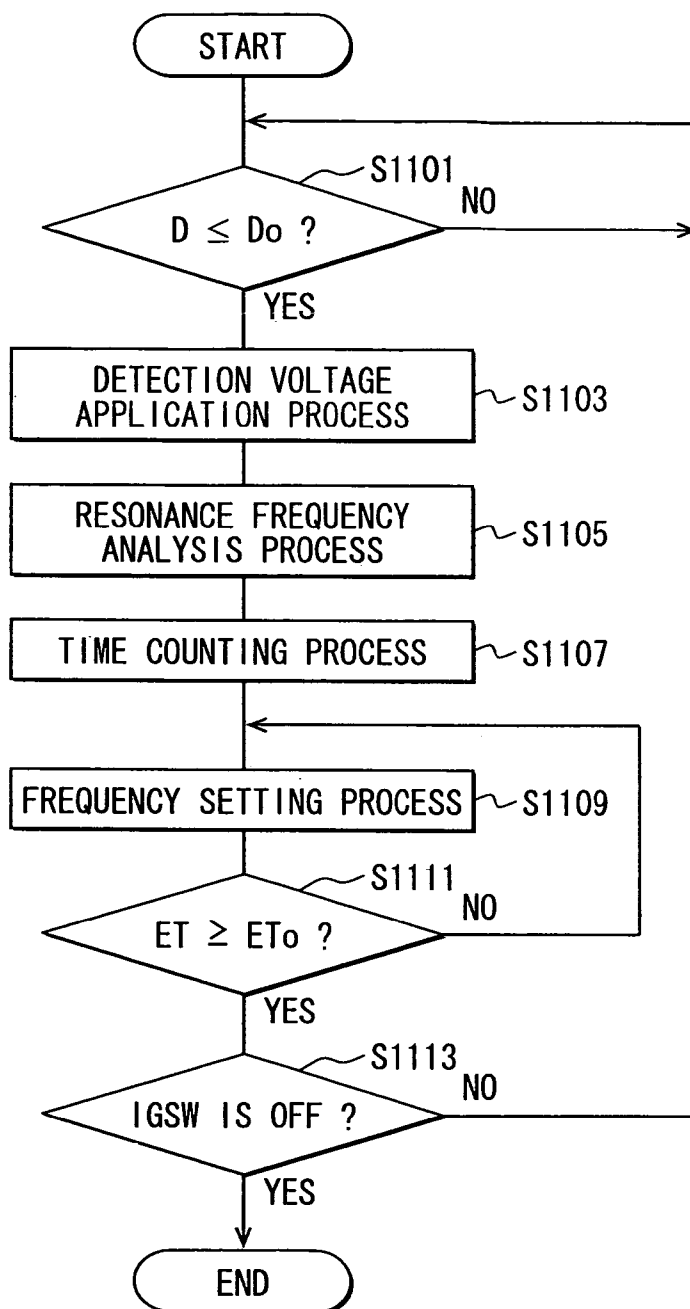 START
S1101
D ≤ Do ?
NO
YES
DETECTION VOLTAGE
APPLICATION PROCESS
S1103
RESONANCE FREQUENCY
ANALYSIS PROCESS
S1105
TIME COUNTING PROCESS
S1107
FREQUENCY SETTING PROCESS
S1109
S1111
ET ≥ ETo ?
NO
YES
S1113
IGSW IS OFF ?
NO
YES
END